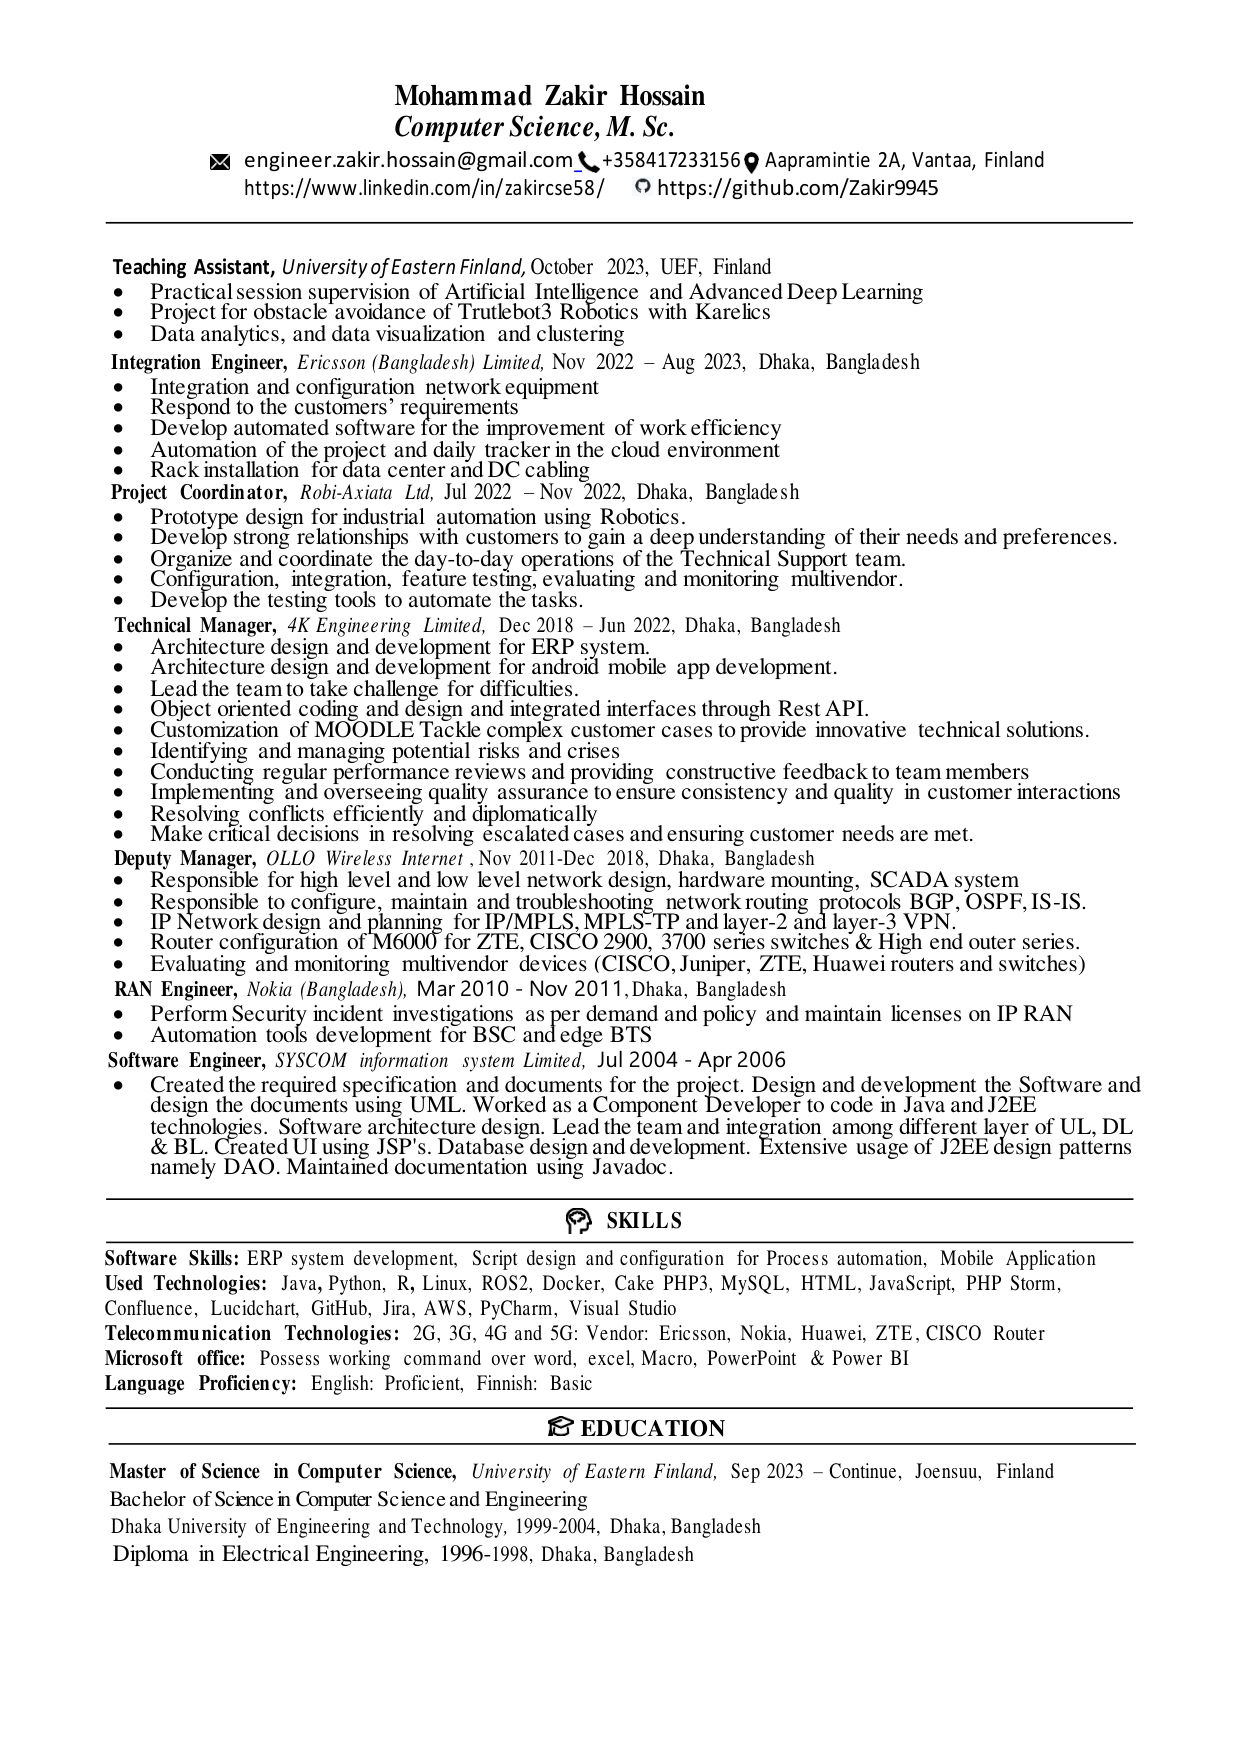 Mohammad Zakir Hossain
Computer Science, M. Sc.
engineer.zakir.hossain@gmail.com +358417233156 Aapramintie 2A, Vantaa, Finland
https://www.linkedin.com/in/zakircse58/ https://github.com/Zakir9945
Teaching Assistant, University of Eastern Finland, October 2023, UEF, Finland
• Practical session supervision of Artificial Intelligence and Advanced Deep Learning
• Project for obstacle avoidance of Trutlebot3 Robotics with Karelics
• Data analytics, and data visualization and clustering
Integration Engineer, Ericsson (Bangladesh) Limited, Nov 2022 – Aug 2023, Dhaka, Bangladesh
• Integration and configuration network equipment
• Respond to the customers’ requirements
• Develop automated software for the improvement of work efficiency
• Automation of the project and daily tracker in the cloud environment
• Rack installation for data center and DC cabling
Project Coordinator, Robi-Axiata Ltd, Jul 2022 – Nov 2022, Dhaka, Bangladesh
• Prototype design for industrial automation using Robotics.
• Develop strong relationships with customers to gain a deep understanding of their needs and preferences.
• Organize and coordinate the day-to-day operations of the Technical Support team.
• Configuration, integration, feature testing, evaluating and monitoring multivendor.
• Develop the testing tools to automate the tasks.
Technical Manager, 4K Engineering Limited, Dec 2018 – Jun 2022, Dhaka, Bangladesh
• Architecture design and development for ERP system.
• Architecture design and development for android mobile app development.
• Lead the team to take challenge for difficulties.
• Object oriented coding and design and integrated interfaces through Rest API.
• Customization of MOODLE Tackle complex customer cases to provide innovative technical solutions.
• Identifying and managing potential risks and crises
• Conducting regular performance reviews and providing constructive feedback to team members
• Implementing and overseeing quality assurance to ensure consistency and quality in customer interactions
• Resolving conflicts efficiently and diplomatically
• Make critical decisions in resolving escalated cases and ensuring customer needs are met.
Deputy Manager, OLLO Wireless Internet , Nov 2011-Dec 2018, Dhaka, Bangladesh
• Responsible for high level and low level network design, hardware mounting, SCADA system
• Responsible to configure, maintain and troubleshooting network routing protocols BGP, OSPF, IS-IS.
• IP Network design and planning for IP/MPLS, MPLS-TP and layer-2 and layer-3 VPN.
• Router configuration of M6000 for ZTE, CISCO 2900, 3700 series switches & High end outer series.
• Evaluating and monitoring multivendor devices (CISCO, Juniper, ZTE, Huawei routers and switches)
RAN Engineer, Nokia (Bangladesh), Mar 2010 - Nov 2011, Dhaka, Bangladesh
• Perform Security incident investigations as per demand and policy and maintain licenses on IP RAN
• Automation tools development for BSC and edge BTS
Software Engineer, SYSCOM information system Limited, Jul 2004 - Apr 2006
• Created the required specification and documents for the project. Design and development the Software and
design the documents using UML. Worked as a Component Developer to code in Java and J2EE
technologies. Software architecture design. Lead the team and integration among different layer of UL, DL
& BL. Created UI using JSP's. Database design and development. Extensive usage of J2EE design patterns
namely DAO. Maintained documentation using Javadoc.
SKILLS
Software Skills: ERP system development, Script design and configuration for Process automation, Mobile Application
Used Technologies: Java, Python, R, Linux, ROS2, Docker, Cake PHP3, MySQL, HTML, JavaScript, PHP Storm,
Confluence, Lucidchart, GitHub, Jira, AWS, PyCharm, Visual Studio
Telecommunication Technologies: 2G, 3G, 4G and 5G: Vendor: Ericsson, Nokia, Huawei, ZTE, CISCO Router
Microsoft office: Possess working command over word, excel, Macro, PowerPoint & Power BI
Language Proficiency: English: Proficient, Finnish: Basic
EDUCATION
Master of Science in Computer Science, University of Eastern Finland, Sep 2023 – Continue, Joensuu, Finland
Bachelor of Science in Computer Science and Engineering
Dhaka University of Engineering and Technology, 1999-2004, Dhaka, Bangladesh
Diploma in Electrical Engineering, 1996-1998, Dhaka, Bangladesh